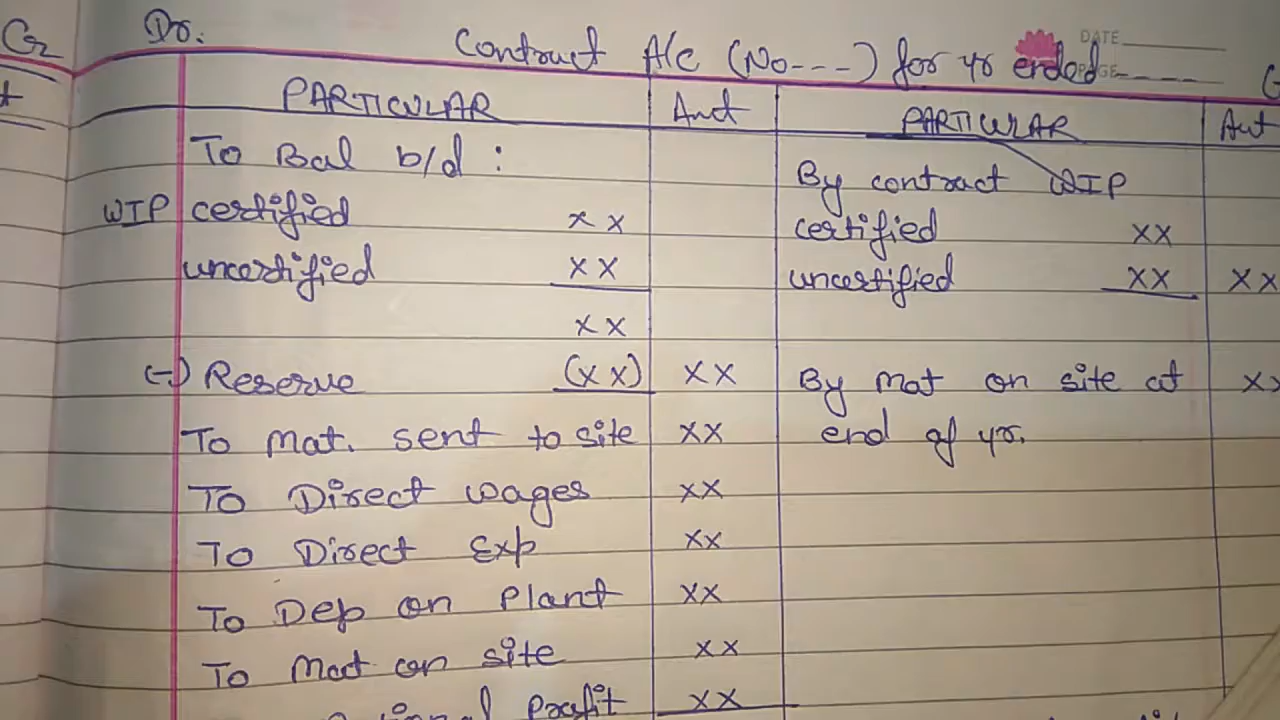 Cr
Dr.
Contract A/c (No---) for yr ended-----
DATE
PARTICULAR Amt PARTICULAR Amt
To Bal b/d :
By contract WIP
WIP certified xx
certified xx
uncertified xx
uncertified xx xx
xx
(-) Reserve (xx) xx
By Mat on site at xx
To Mat. sent to site xx
end of yr.
To Direct wages xx
To Direct Exp xx
To Dep on Plant xx
To Mat on site xx
Profit xx